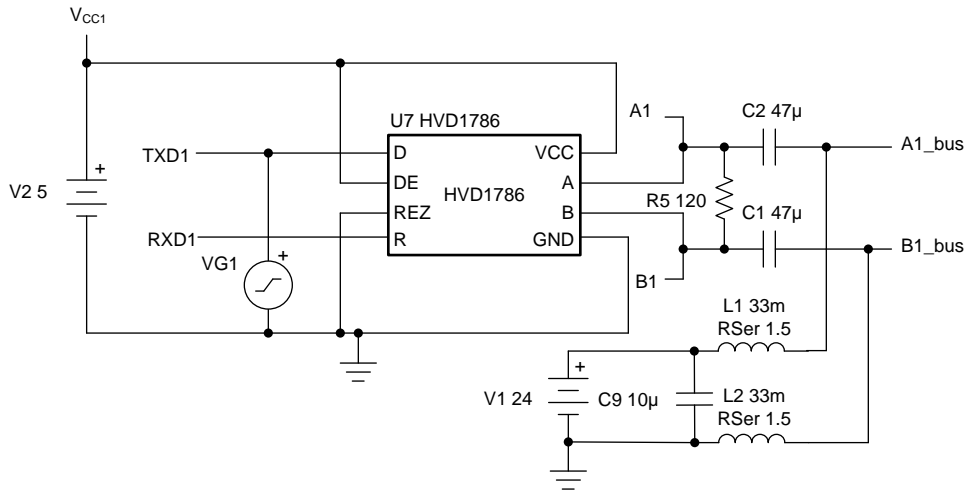 VCC1
A1
C2 47µ
U7 HVD1786
A1_bus
TXD1
D
VCC
DE
HVD1786
A
REZ
B
R
GND
R5 120
C1 47µ
V2 5
+
RXD1
VG1
+
B1
B1_bus
L1 33m
RSer 1.5
+
V1 24
C9 10µ
L2 33m
RSer 1.5